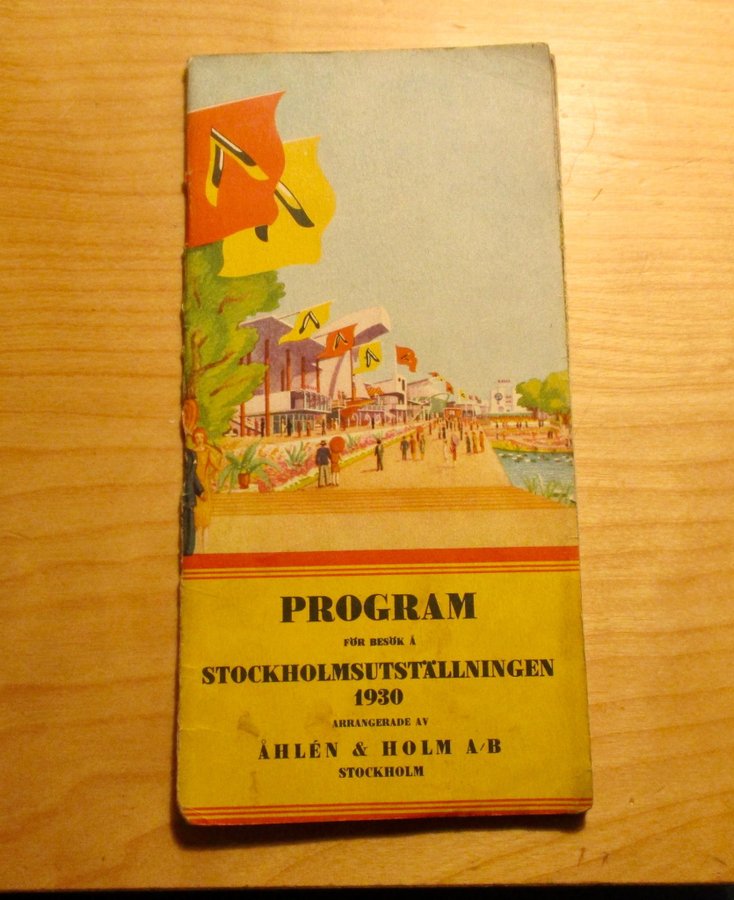 PROGRAM
FÖR BESÖK Å
STOCKHOLMSUTSTÄLLNINGEN
1930
ARRANGERADE AV
ÅHLÉN & HOLM A/B
STOCKHOLM